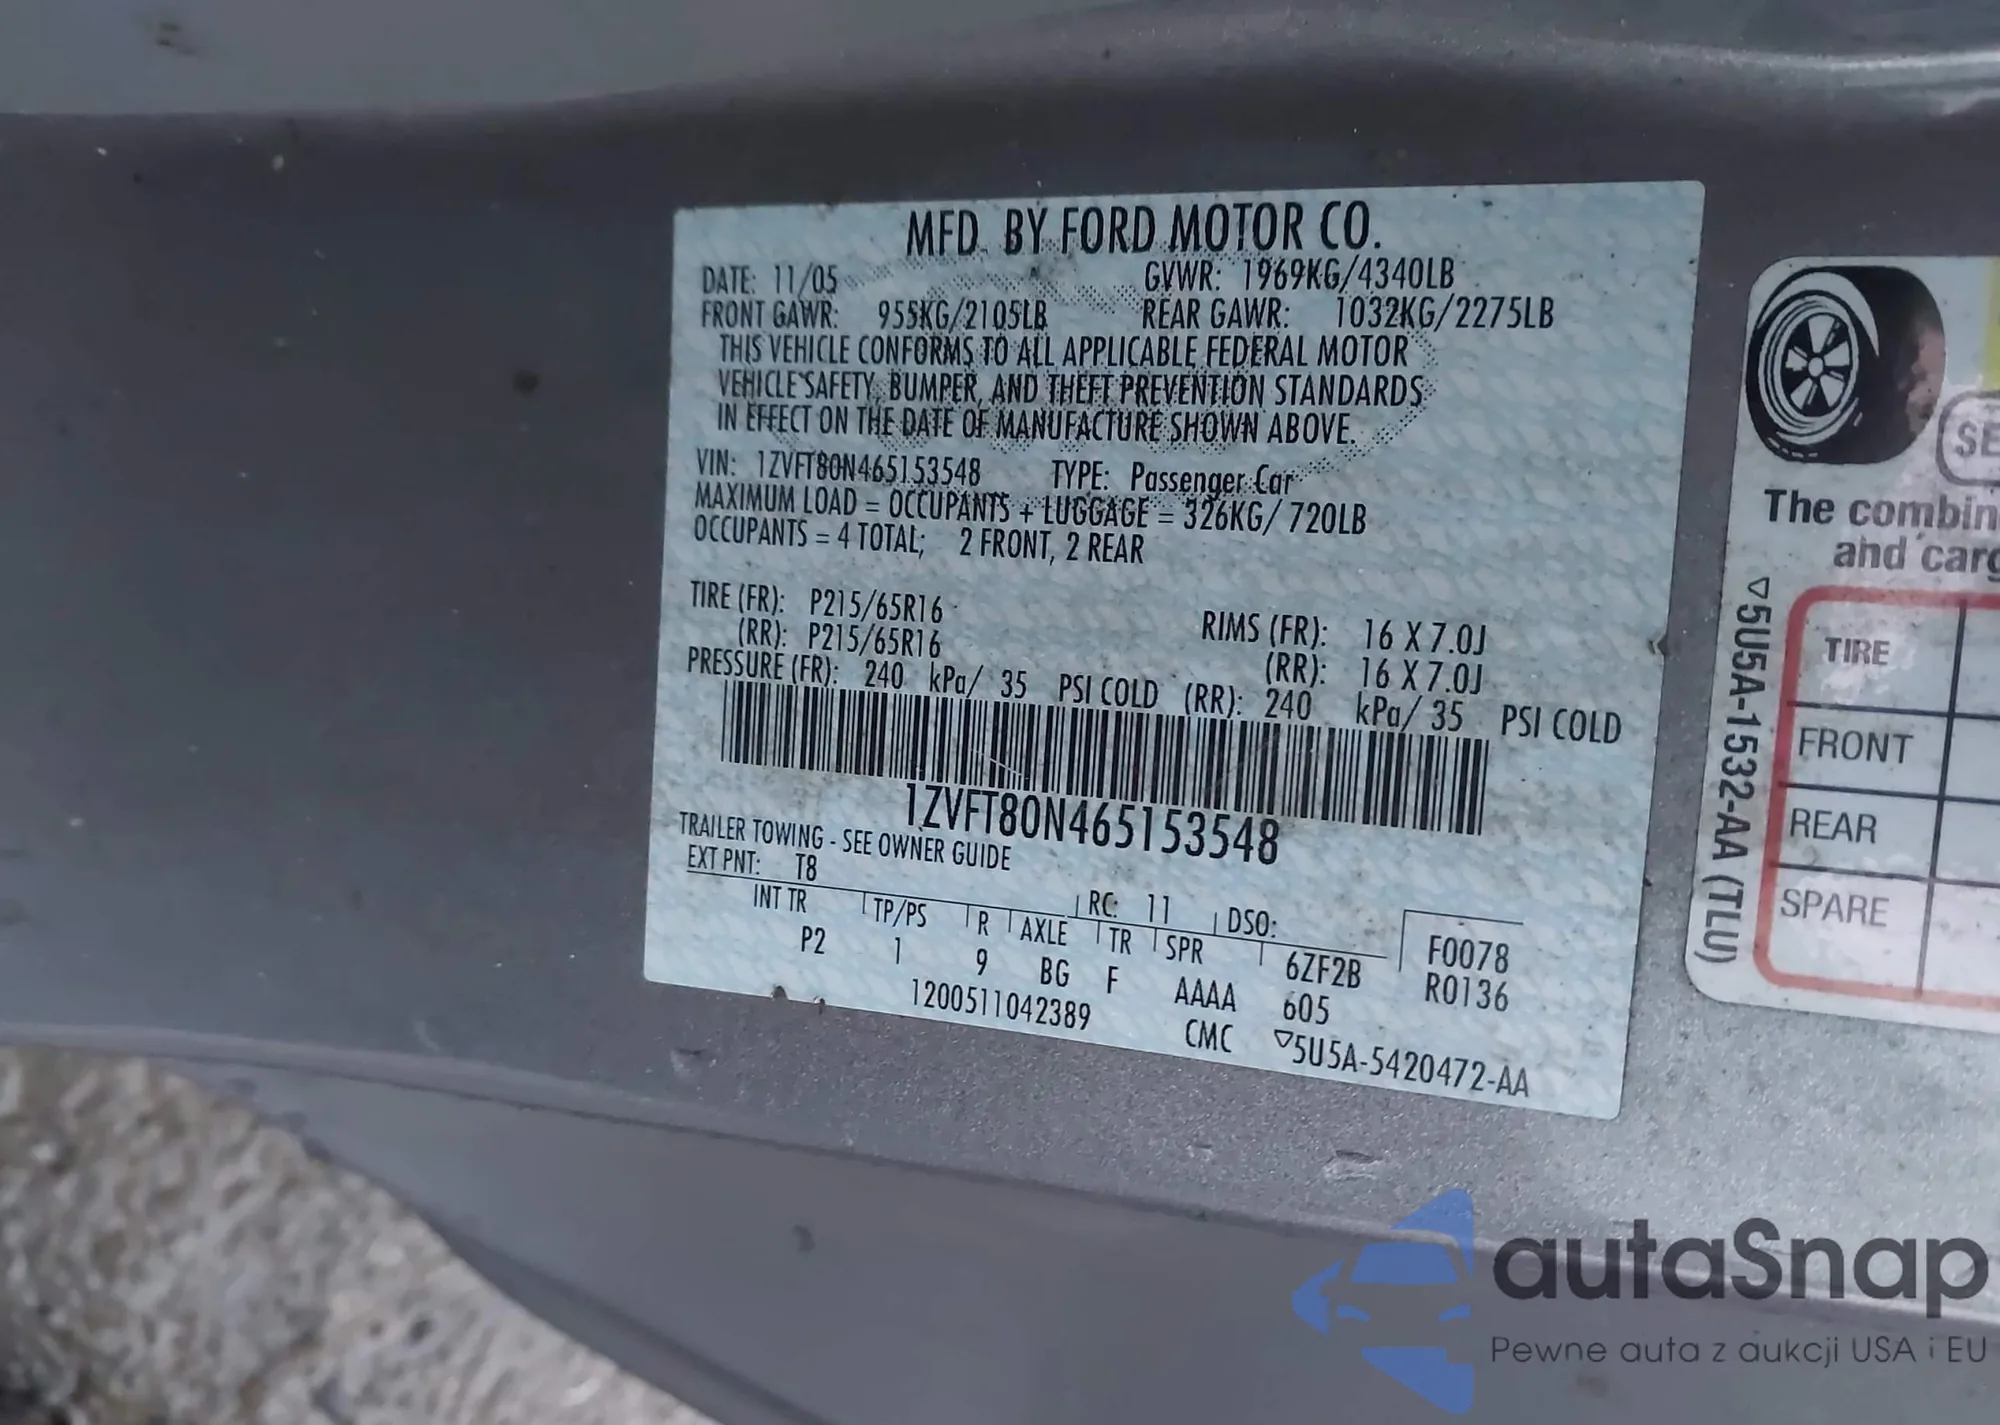 MFD. BY FORD MOTOR CO.
DATE: 11/05 GVWR: 1969KG/4340LB
FRONT GAWR: 955KG/2105LB REAR GAWR: 1032KG/2275LB
THIS VEHICLE CONFORMS TO ALL APPLICABLE FEDERAL MOTOR
VEHICLE SAFETY, BUMPER, AND THEFT PREVENTION STANDARDS
IN EFFECT ON THE DATE OF MANUFACTURE SHOWN ABOVE.
VIN: 1ZVFT80N465153548 TYPE: Passenger Car
MAXIMUM LOAD = OCCUPANTS + LUGGAGE = 326KG/ 720LB
OCCUPANTS = 4 TOTAL; 2 FRONT, 2 REAR
TIRE (FR): P215/65R16 RIMS (FR): 16 X 7.0J
(RR): P215/65R16 (RR): 16 X 7.0J
PRESSURE (FR): 240 kPa/ 35 PSI COLD (RR): 240 kPa/ 35 PSI COLD
1ZVFT80N465153548
TRAILER TOWING - SEE OWNER GUIDE
EXT PNT: T8 RC: 11 DSO:
INT TR TP/PS R AXLE TR SPR 6ZF2B F0078
P2 1 9 BG F AAAA 605 R0136
1200511042389 CMC ▽5U5A-5420472-AA
SE
The combin
and carg
▽5U5A-1532-AA (TLU)
TIRE
FRONT
REAR
SPARE
autaSnap
Pewne auta z aukcji USA i EU